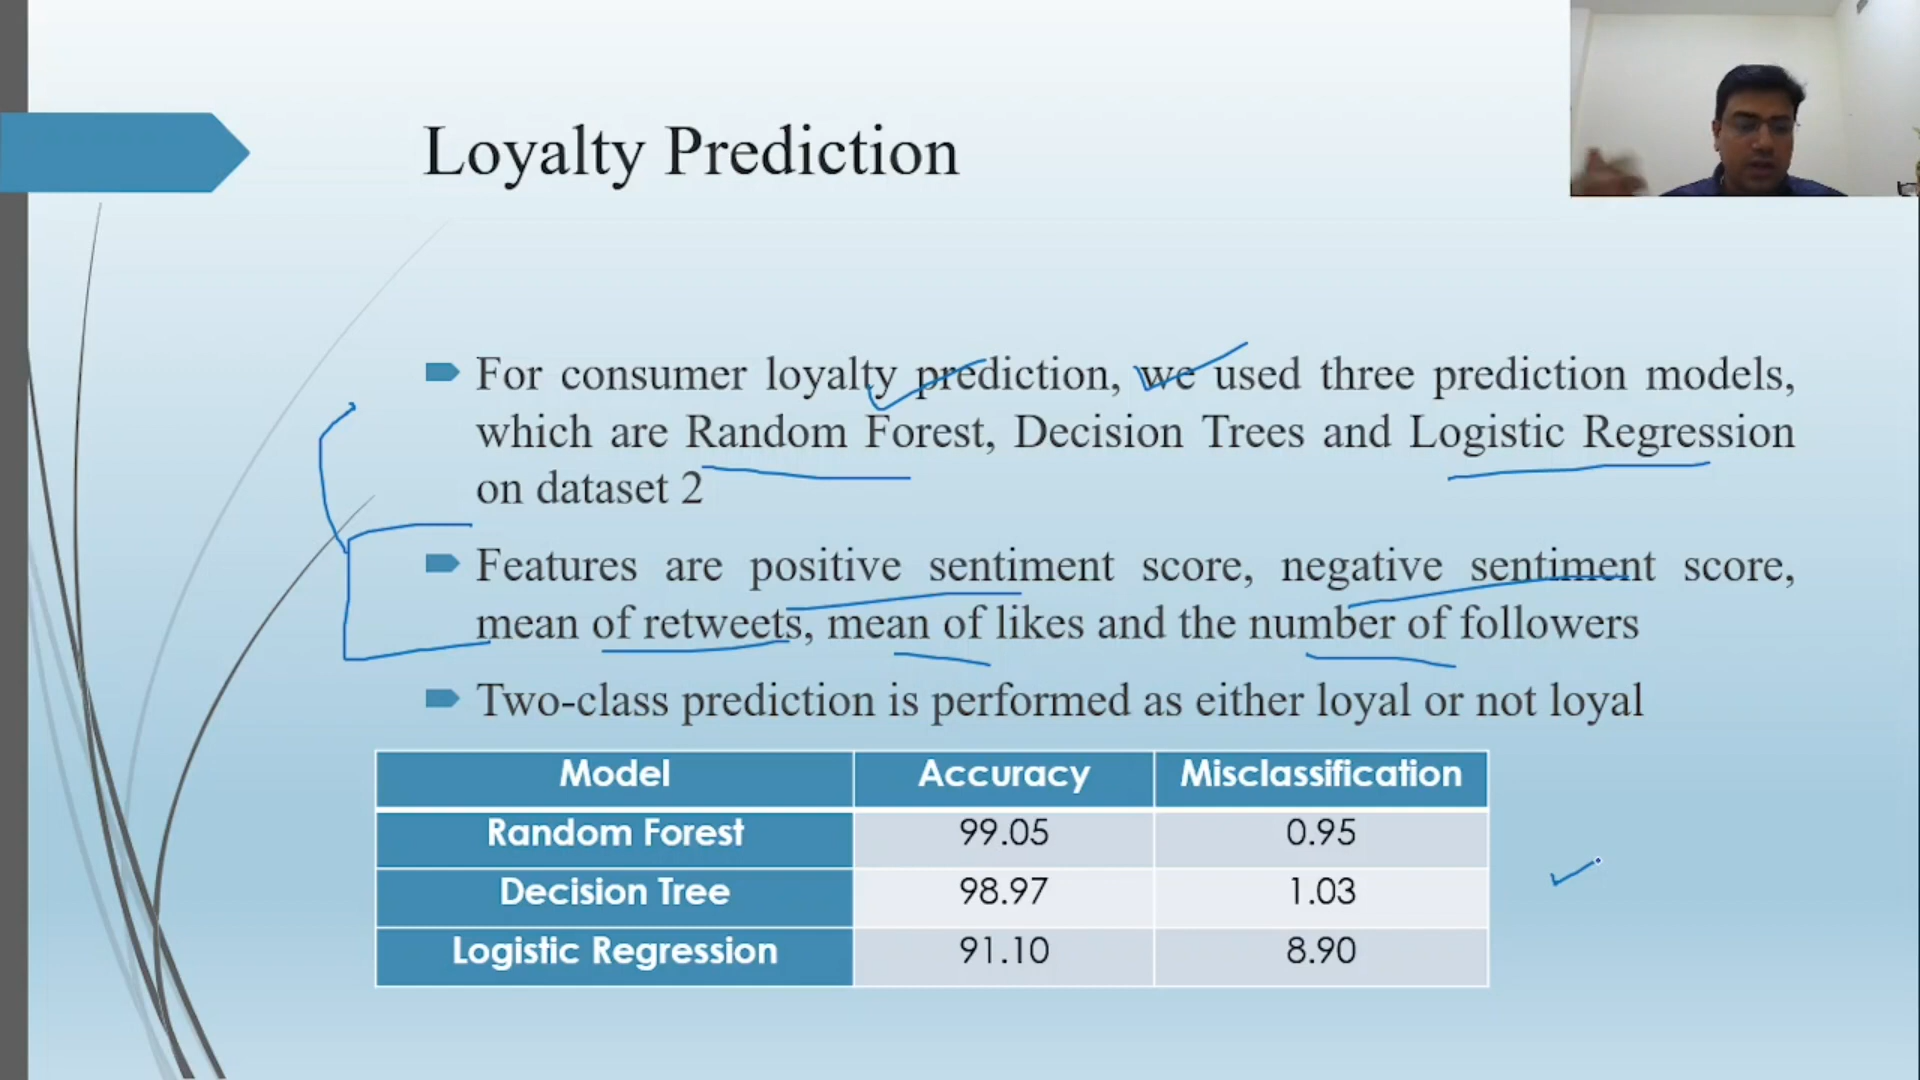 Loyalty Prediction
For consumer loyalty prediction, we used three prediction models,
which are Random Forest, Decision Trees and Logistic Regression
on dataset 2
Features are positive sentiment score, negative sentiment score,
mean of retweets, mean of likes and the number of followers
Two-class prediction is performed as either loyal or not loyal
Model Accuracy Misclassification
Random Forest 99.05 0.95
Decision Tree 98.97 1.03
Logistic Regression 91.10 8.90